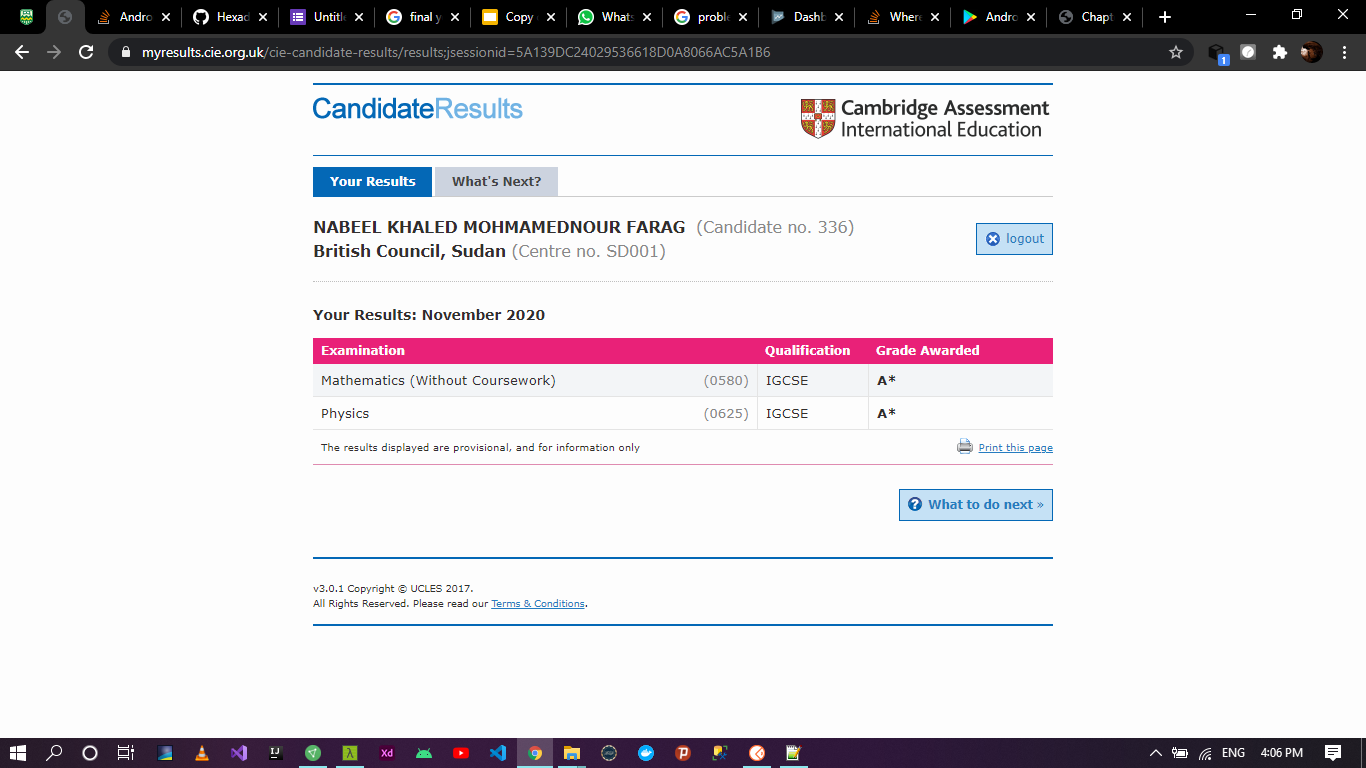 Andro
Hexad
Untitle
final y
Copy
Whats
proble
Dashb
Where
Andro
Chapt
myresults.cie.org.uk/cie-candidate-results/results;jsessionid=5A139DC24029536618D0A8066AC5A1B6
1
CandidateResults
Cambridge Assessment
International Education
Your Results
What's Next?
NABEEL KHALED MOHMAMEDNOUR FARAG (Candidate no. 336)
British Council, Sudan (Centre no. SD001)
logout
Your Results: November 2020
Examination Qualification Grade Awarded
Mathematics (Without Coursework) (0580) IGCSE A*
Physics (0625) IGCSE A*
The results displayed are provisional, and for information only
Print this page
What to do next »
v3.0.1 Copyright © UCLES 2017.
All Rights Reserved. Please read our Terms & Conditions.
IJ
Xd
ENG
4:06 PM